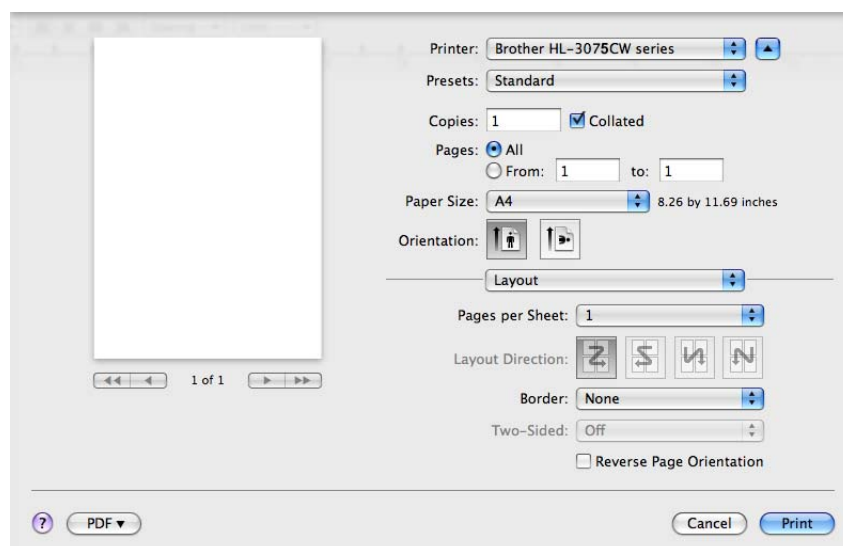 Printer: Brother HL-3075CW series
Presets: Standard
Copies: 1 Collated
Pages: All
From: 1 to: 1
Paper Size: A4 8.26 by 11.69 inches
Orientation:
Layout
Pages per Sheet: 1
Layout Direction:
1 of 1
Border: None
Two-Sided: Off
Reverse Page Orientation
? PDF Cancel Print